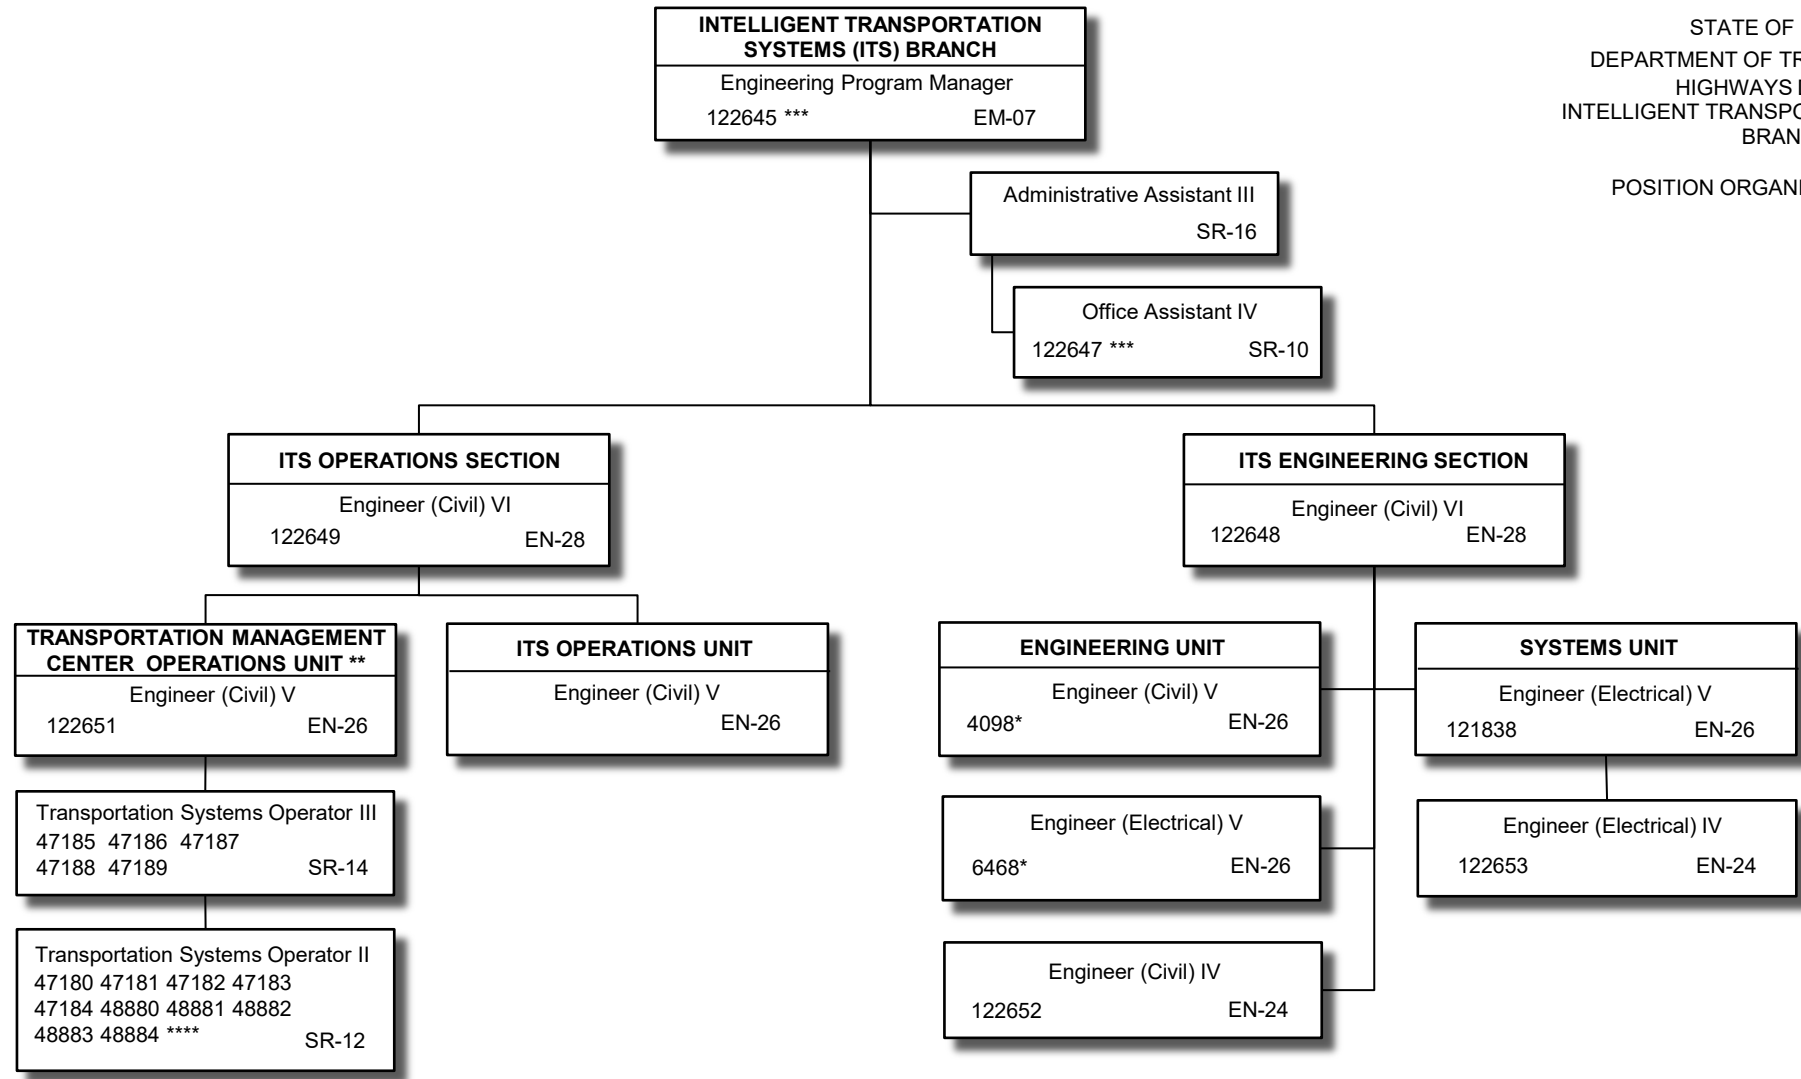 INTELLIGENT TRANSPORTATION
SYSTEMS (ITS) BRANCH
Engineering Program Manager
122645 *** EM-07
STATE OF
DEPARTMENT OF
HIGHWAYS
INTELLIGENT
POSITION
Administrative Assistant III
SR-16
Office Assistant IV
122647 *** SR-10
ITS OPERATIONS SECTION
Engineer (Civil) VI
122649 EN-28
ITS ENGINEERING SECTION
Engineer (Civil) VI
122648 EN-28
TRANSPORTATION MANAGEMENT
CENTER OPERATIONS UNIT **
Engineer (Civil) V
122651 EN-26
ITS OPERATIONS UNIT
Engineer (Civil) V
EN-26
ENGINEERING UNIT
Engineer (Civil) V
4098* EN-26
SYSTEMS UNIT
Engineer (Electrical) V
121838 EN-26
Transportation Systems Operator III
47185 47186 47187
47188 47189 SR-14
Engineer (Electrical) V
6468* EN-26
Engineer (Electrical) IV
122653 EN-24
Transportation Systems Operator II
47180 47181 47182 47183
47184 48880 48881 48882
48883 48884 **** SR-12
Engineer (Civil) IV
122652 EN-24